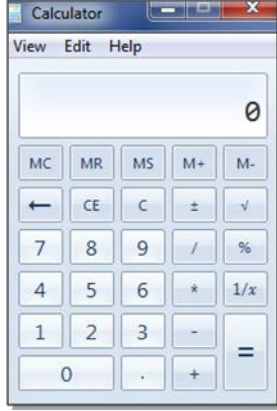 Calculator
View Edit Help
0
MC MR MS M+ M-
← CE C ± √
7 8 9 / %
4 5 6 * 1/x
1 2 3 - =
0 . +